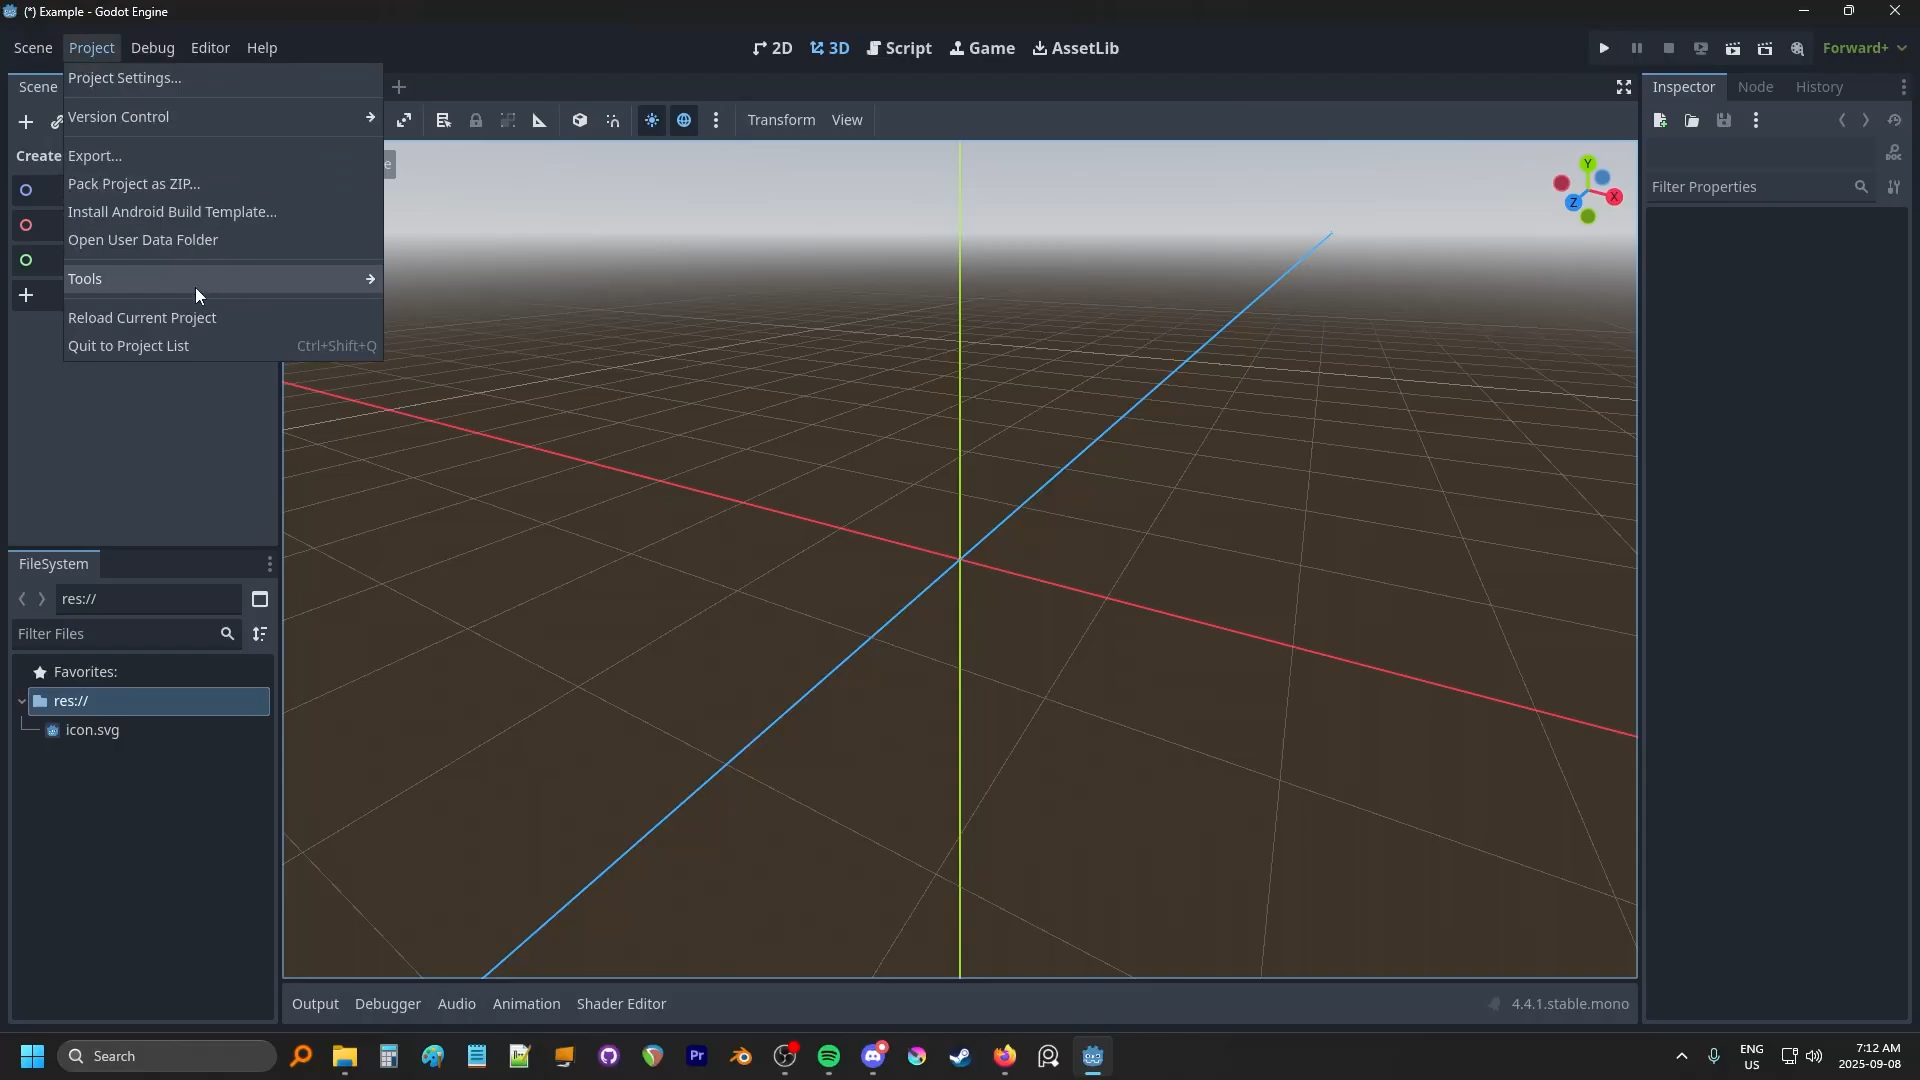 (*) Example - Godot Engine
Scene Project Debug Editor Help
2D 3D Script Game AssetLib
Forward+
Scene
Project Settings...
Version Control
Export...
Pack Project as ZIP...
Install Android Build Template...
Open User Data Folder
Tools
Reload Current Project
Quit to Project List Ctrl+Shift+Q
Create
Transform View
e
Y
X
Z
Inspector Node History
DOC
Filter Properties
FileSystem
res://
Filter Files
Favorites:
res://
icon.svg
Output Debugger Audio Animation Shader Editor
4.4.1.stable.mono
Search
Pr
ENG
US
7:12 AM
2025-09-08